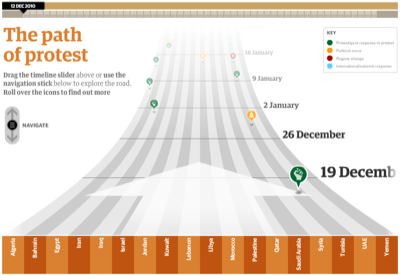 12 DEC 2010
The path
of protest
Drag the timeline slider above or use the
navigation stick below to explore the road.
Roll over the icons to find out more
NAVIGATE
KEY
Protest/govt response to protest
Political move
Regime change
International/external response
16 January
9 January
2 January
26 December
19 Decemb
Algeria
Bahrain
Egypt
Iran
Iraq
Israel
Jordan
Kuwait
Lebanon
Libya
Morocco
Palestine
Qatar
Saudi Arabia
Syria
Tunisia
UAE
Yemen